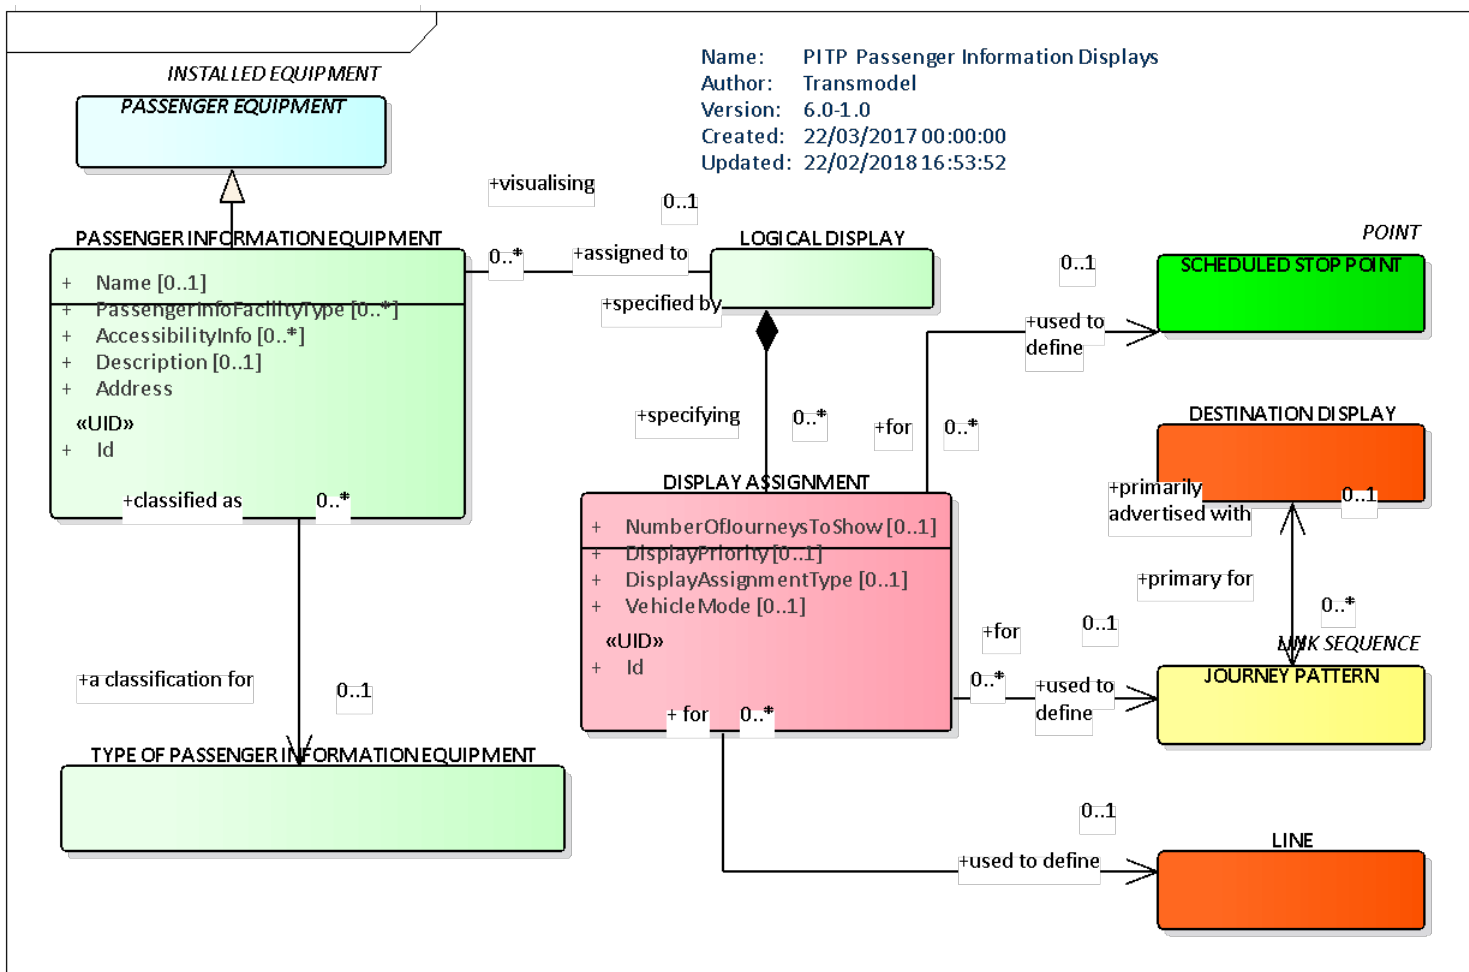 Name: PITP Passenger Information Displays
Author: Transmodel
Version: 6.0-1.0
Created: 22/03/2017 00:00:00
Updated: 22/02/2018 16:53:52
INSTALLED EQUIPMENT
PASSENGER EQUIPMENT
+visualising
0..1
PASSENGER INFORMATION EQUIPMENT
+ Name [0..1]
+ PassengerInfoFacilityType [0..*]
+ AccessibilityInfo [0..*]
+ Description [0..1]
+ Address
«UID»
+ Id
+classified as
0..*
0..*
+assigned to
LOGICAL DISPLAY
+specified by
+specifying
0..*
POINT
SCHEDULED STOP POINT
0..1
+used to
define
+for
0..*
DESTINATION DISPLAY
+primarily
advertised with
0..1
+primary for
0..*
DISPLAY ASSIGNMENT
+ NumberOfJourneysToShow [0..1]
+ DisplayPriority [0..1]
+ DisplayAssignmentType [0..1]
+ VehicleMode [0..1]
«UID»
+ Id
+ for
0..*
+for
0..1
0..*
+used to
define
LINK SEQUENCE
JOURNEY PATTERN
+a classification for
0..1
TYPE OF PASSENGER INFORMATION EQUIPMENT
0..1
+used to define
LINE